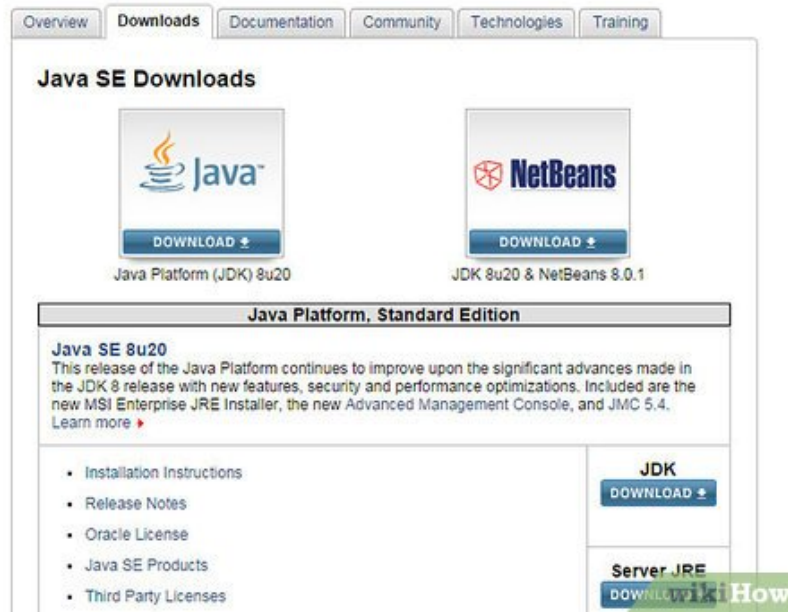 Overview Downloads Documentation Community Technologies Training
Java SE Downloads
Java™
NetBeans
DOWNLOAD
DOWNLOAD
Java Platform (JDK) 8u20
JDK 8u20 & NetBeans 8.0.1
Java Platform, Standard Edition
Java SE 8u20
This release of the Java Platform continues to improve upon the significant advances made in
the JDK 8 release with new features, security and performance optimizations. Included are the
new MSI Enterprise JRE Installer, the new Advanced Management Console, and JMC 5.4.
Learn more
• Installation Instructions
• Release Notes
• Oracle License
• Java SE Products
• Third Party Licenses
JDK
DOWNLOAD
Server JRE
wikiHow